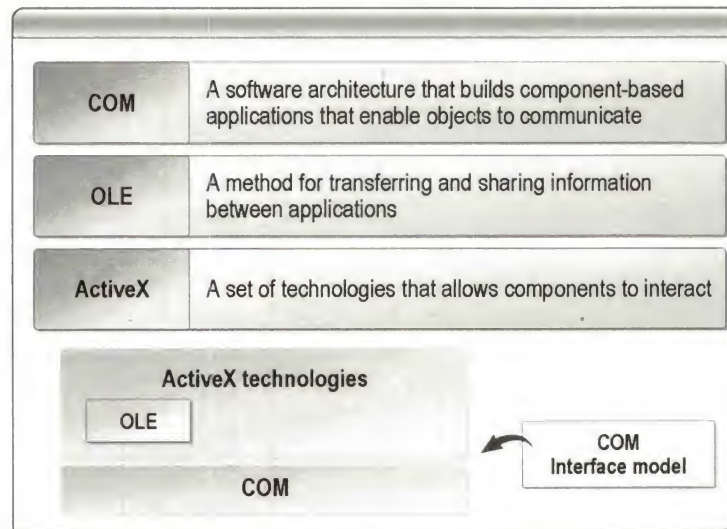 COM
A software architecture that builds component-based
applications that enable objects to communicate
OLE
A method for transferring and sharing information
between applications
ActiveX
A set of technologies that allows components to interact
ActiveX technologies
OLE
COM
COM
Interface model